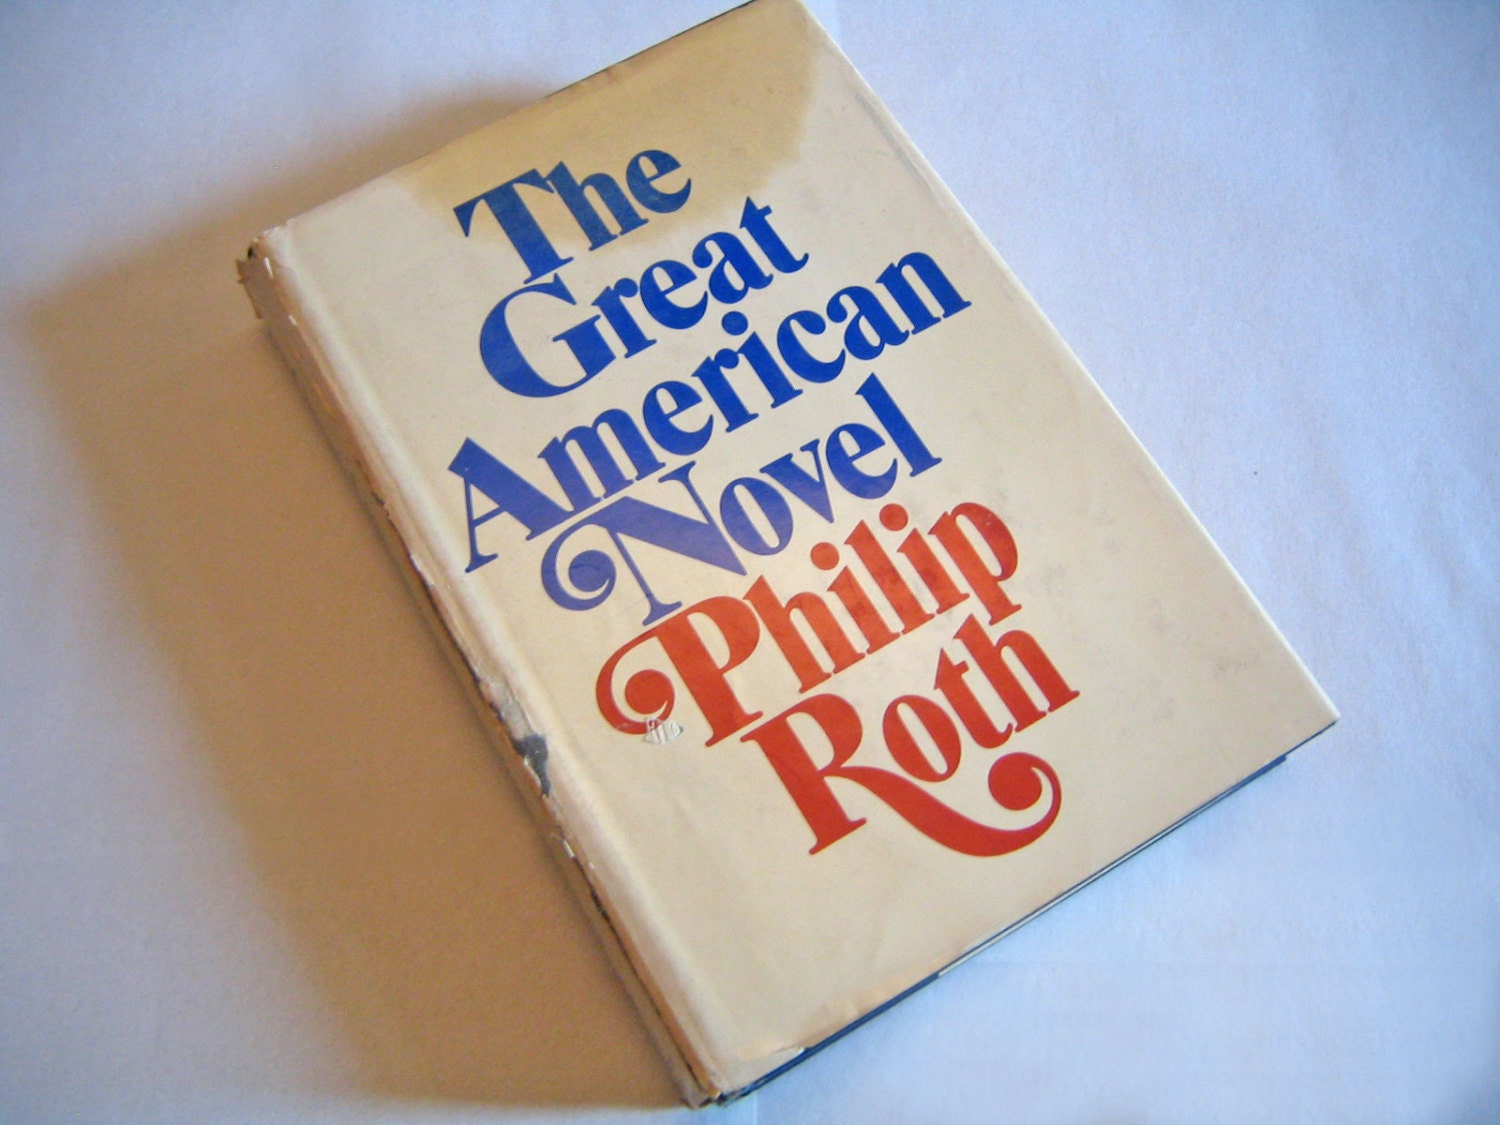 The
Great
American
Novel
Philip
Roth